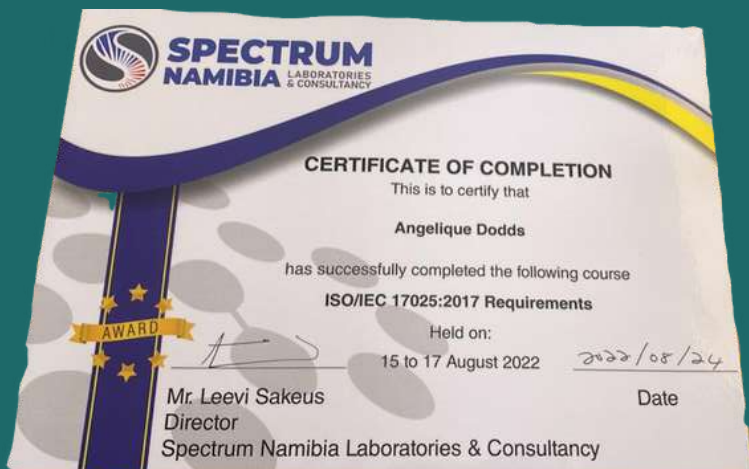 SPECTRUM
NAMIBIA LABORATORIES & CONSULTANCY
CERTIFICATE OF COMPLETION
This is to certify that
Angelique Dodds
has successfully completed the following course
ISO/IEC 17025:2017 Requirements
Held on:
15 to 17 August 2022
2022/08/24
AWARD
Mr. Leevi Sakeus
Date
Director
Spectrum Namibia Laboratories & Consultancy